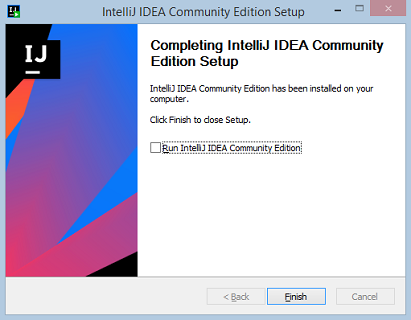 IntelliJ IDEA Community Edition Setup
IJ
Completing IntelliJ IDEA Community
Edition Setup
IntelliJ IDEA Community Edition has been installed on your
computer.
Click Finish to close Setup.
Run IntelliJ IDEA Community Edition
< Back
Finish
Cancel